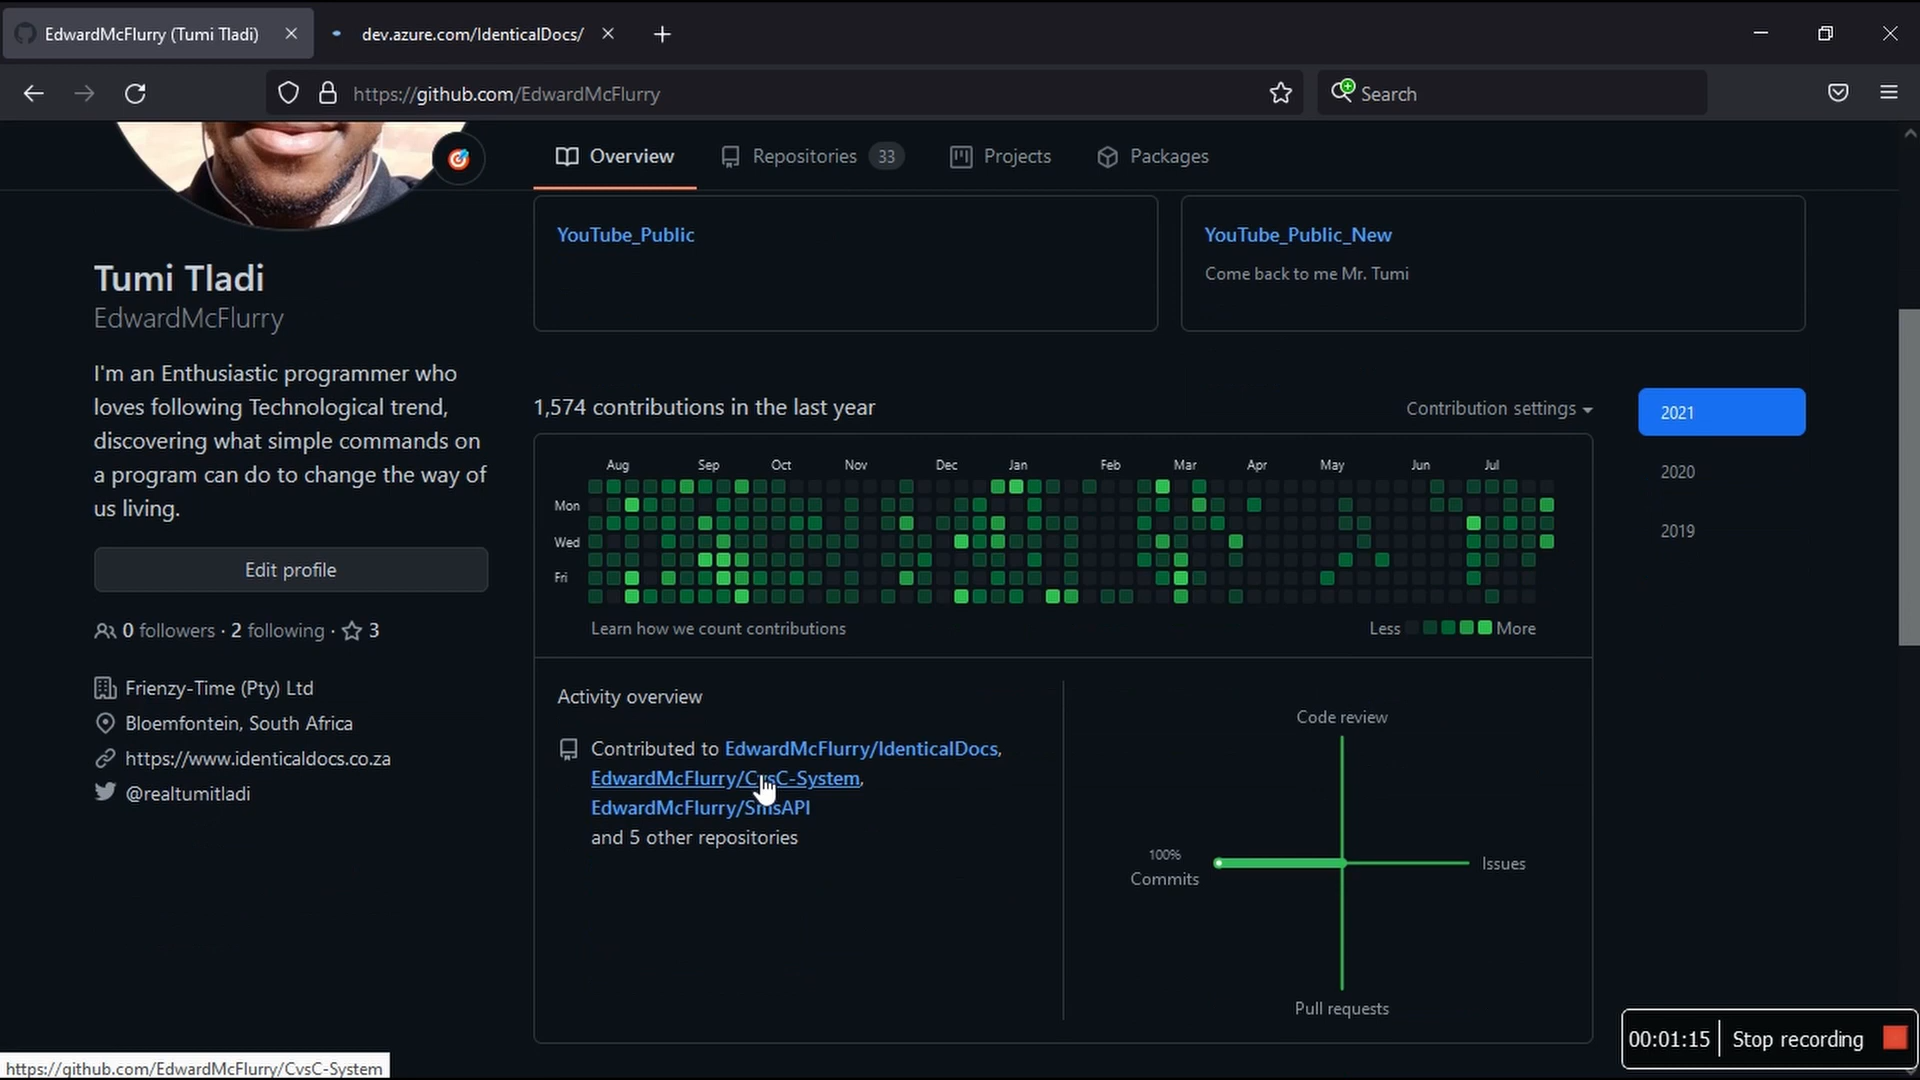 EdwardMcFlurry (Tumi Tladi)
dev.azure.com/IdenticalDocs/
https://github.com/EdwardMcFlurry
Search
Overview
Repositories 33
Projects
Packages
YouTube_Public
YouTube_Public_New
Come back to me Mr. Tumi
Tumi Tladi
EdwardMcFlurry
I'm an Enthusiastic programmer who
loves following Technological trend,
discovering what simple commands on
a program can do to change the way of
us living.
Edit profile
0 followers · 2 following · 3
Frienzy-Time (Pty) Ltd
Bloemfontein, South Africa
https://www.identicaldocs.co.za
@realtumitladi
1,574 contributions in the last year
Contribution settings
2021
2020
2019
Aug Sep Oct Nov Dec Jan Feb Mar Apr May Jun Jul
Mon
Wed
Fri
Learn how we count contributions
Less More
Activity overview
Contributed to EdwardMcFlurry/IdenticalDocs,
EdwardMcFlurry/CvsC-System,
EdwardMcFlurry/SmsAPI
and 5 other repositories
Code review
100%
Commits
Issues
Pull requests
00:01:15 Stop recording
https://github.com/EdwardMcFlurry/CvsC-System